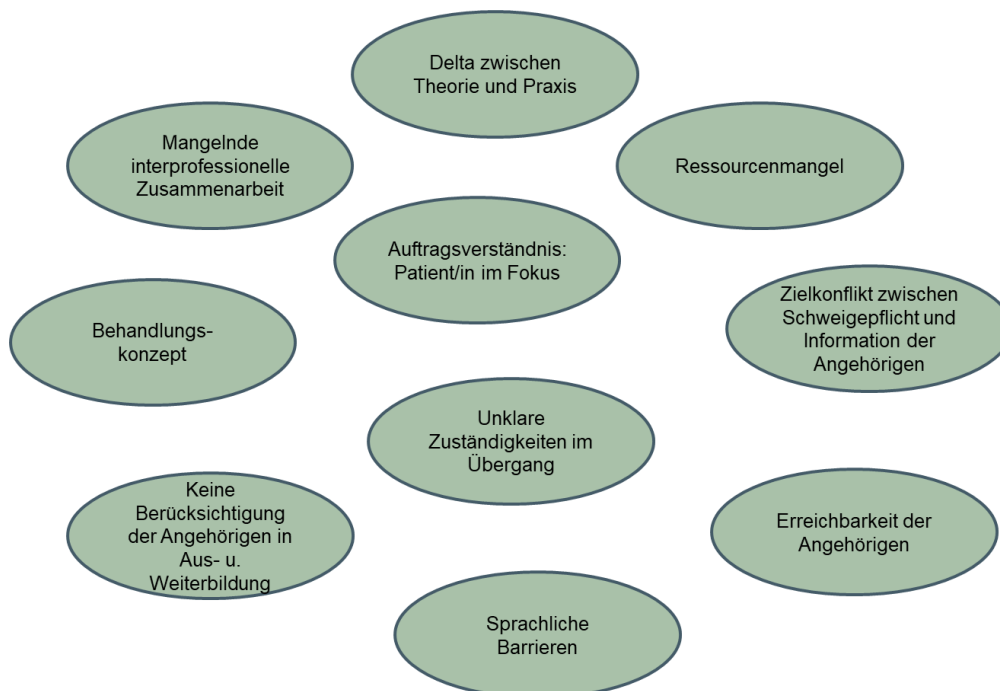 Delta zwischen
Theorie und Praxis
Mangelnde
interprofessionelle
Zusammenarbeit
Ressourcenmangel
Auftragsverständnis:
Patient/in im Fokus
Behandlungs-
konzept
Zielkonflikt zwischen
Schweigepflicht und
Information der
Angehörigen
Unklare
Zuständigkeiten im
Übergang
Keine
Berücksichtigung
der Angehörigen in
Aus- u.
Weiterbildung
Erreichbarkeit der
Angehörigen
Sprachliche
Barrieren